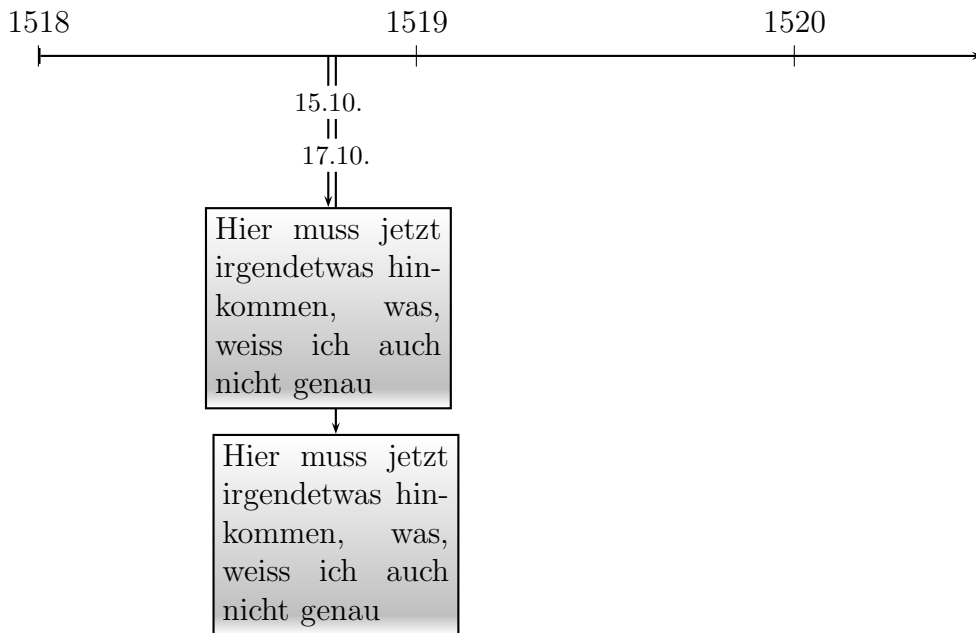 1518 1519 1520
15.10.
17.10.
Hier muss jetzt
irgendetwas hin-
kommen, was,
weiss ich auch
nicht genau
Hier muss jetzt
irgendetwas hin-
kommen, was,
weiss ich auch
nicht genau